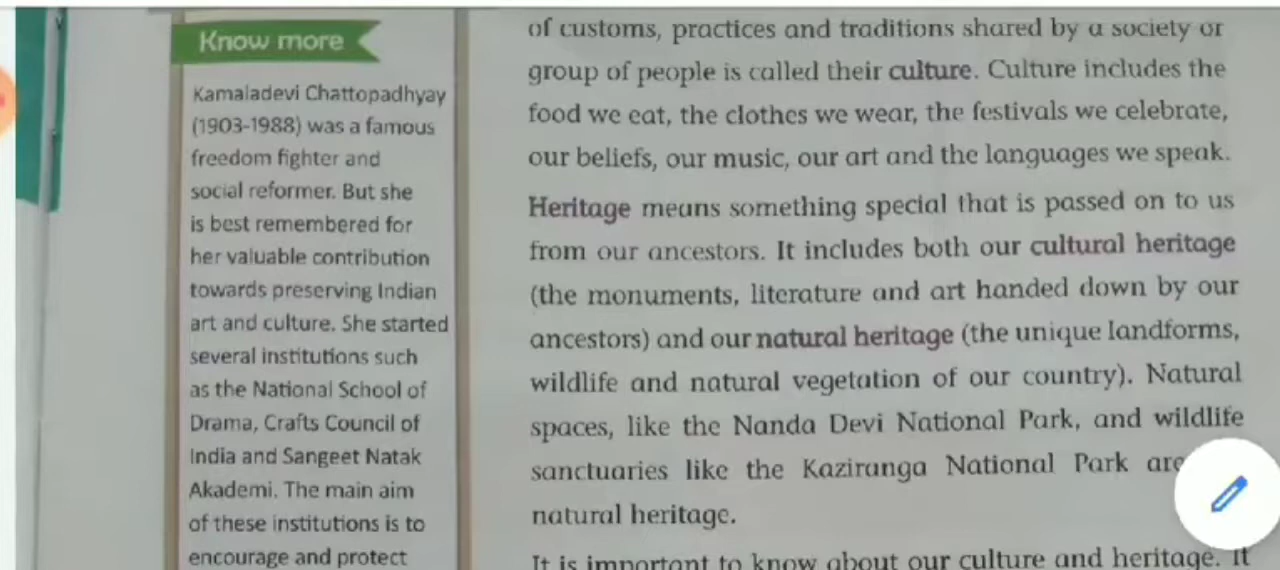 Know more
Kamaladevi Chattopadhyay
(1903-1988) was a famous
freedom fighter and
social reformer. But she
is best remembered for
her valuable contribution
towards preserving Indian
art and culture. She started
several institutions such
as the National School of
Drama, Crafts Council of
India and Sangeet Natak
Akademi. The main aim
of these institutions is to
encourage and protect
of customs, practices and traditions shared by a society or
group of people is called their culture. Culture includes the
food we eat, the clothes we wear, the festivals we celebrate,
our beliefs, our music, our art and the languages we speak.
Heritage means something special that is passed on to us
from our ancestors. It includes both our cultural heritage
(the monuments, literature and art handed down by our
ancestors) and our natural heritage (the unique landforms,
wildlife and natural vegetation of our country). Natural
spaces, like the Nanda Devi National Park, and wildlife
sanctuaries like the Kaziranga National Park are
natural heritage.
It is important to know about our culture and heritage. It